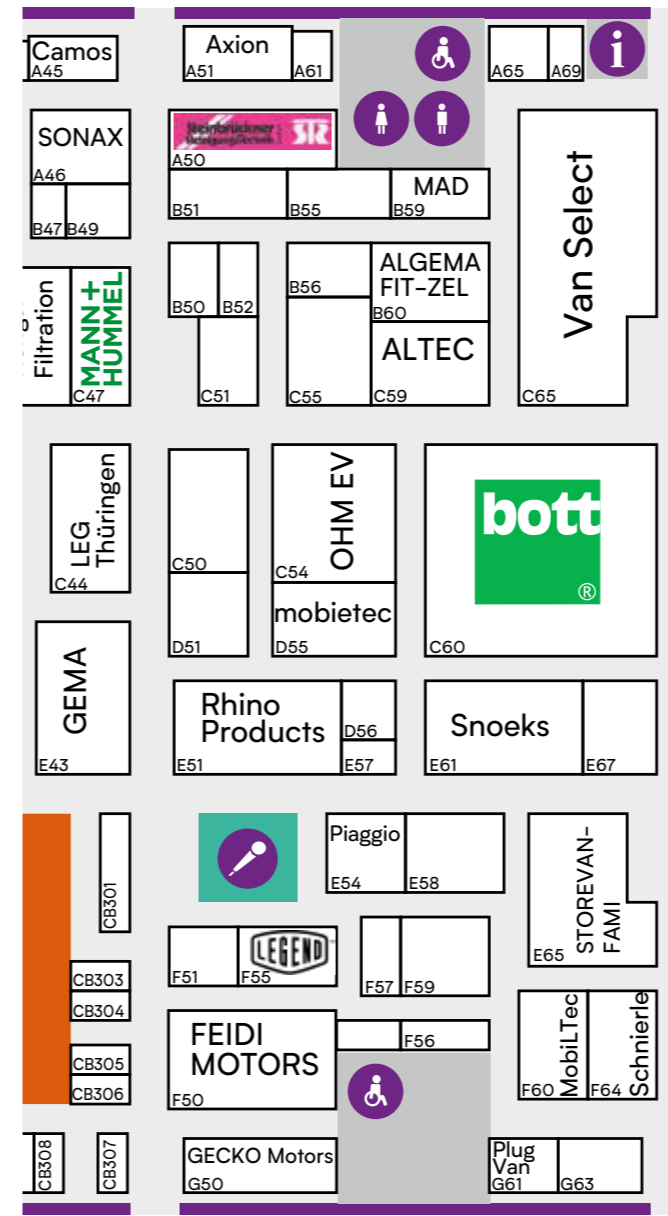 Camos
A45
Axion
A51
A61
A65
A69
i
SONAX
A46
Steinbrückner
ReinigungsTechnik
STR
A50
B51
B55
MAD
B59
Van Select
C65
B47
B49
Filtration
MANN+
HUMMEL
C47
B50
B52
C51
B56
C55
ALGEMA
FIT-ZEL
B60
ALTEC
C59
LEG
Thüringen
C44
C50
D51
OHM EV
C54
mobietec
D55
bott
®
C60
GEMA
E43
Rhino
Products
E51
D56
E57
Snoeks
E61
E67
CB301
Piaggio
E54
E58
STOREVAN-
FAMI
E65
CB303
CB304
CB305
CB306
F51
LEGEND
F55
F57
F59
FEIDI
MOTORS
F50
F56
MobiLTec
F60
Schnierle
F64
CB308
CB307
GECKO Motors
G50
Plug
Van
G61
G63